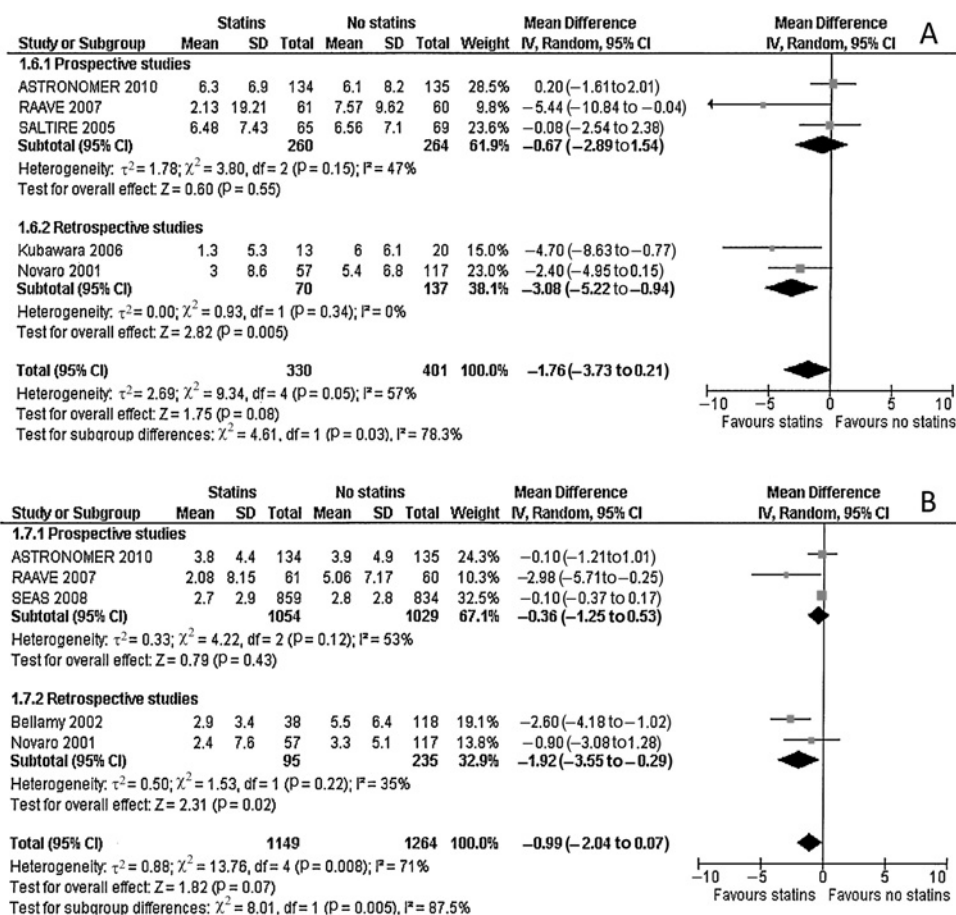 Statins No statins Mean Difference Mean Difference A
Study or Subgroup Mean SD Total Mean SD Total Weight IV, Random, 95% CI IV, Random, 95% CI
1.6.1 Prospective studies
ASTRONOMER 2010 6.3 6.9 134 6.1 8.2 135 28.5% 0.20 (−1.61 to 2.01)
RAAVE 2007 2.13 19.21 61 7.57 9.62 60 9.8% −5.44 (−10.84 to −0.04)
SALTIRE 2005 6.48 7.43 65 6.56 7.1 69 23.6% −0.08 (−2.54 to 2.38)
Subtotal (95% CI) 260 264 61.9% −0.67 (−2.89 to 1.54)
Heterogeneity: τ² = 1.78; χ² = 3.80, df = 2 (P = 0.15); I² = 47%
Test for overall effect: Z = 0.60 (P = 0.55)
1.6.2 Retrospective studies
Kubawara 2006 1.3 5.3 13 6 6.1 20 15.0% −4.70 (−8.63 to −0.77)
Novaro 2001 3 8.6 57 5.4 6.8 117 23.0% −2.40 (−4.95 to 0.15)
Subtotal (95% CI) 70 137 38.1% −3.08 (−5.22 to −0.94)
Heterogeneity: τ² = 0.00; χ² = 0.93, df = 1 (P = 0.34); I² = 0%
Test for overall effect: Z = 2.82 (P = 0.005)
Total (95% CI) 330 401 100.0% −1.76 (−3.73 to 0.21)
Heterogeneity: τ² = 2.69; χ² = 9.34, df = 4 (P = 0.05); I² = 57%
Test for overall effect: Z = 1.75 (P = 0.08)
Test for subgroup differences: χ² = 4.61, df = 1 (P = 0.03), I² = 78.3%
−10 −5 0 5 10
Favours statins Favours no statins
Statins No statins Mean Difference Mean Difference B
Study or Subgroup Mean SD Total Mean SD Total Weight IV, Random, 95% CI IV, Random, 95% CI
1.7.1 Prospective studies
ASTRONOMER 2010 3.8 4.4 134 3.9 4.9 135 24.3% −0.10 (−1.21 to 1.01)
RAAVE 2007 2.08 8.15 61 5.06 7.17 60 10.3% −2.98 (−5.71 to −0.25)
SEAS 2008 2.7 2.9 859 2.8 2.8 834 32.5% −0.10 (−0.37 to 0.17)
Subtotal (95% CI) 1054 1029 67.1% −0.36 (−1.25 to 0.53)
Heterogeneity: τ² = 0.33; χ² = 4.22, df = 2 (P = 0.12); I² = 53%
Test for overall effect: Z = 0.79 (P = 0.43)
1.7.2 Retrospective studies
Bellamy 2002 2.9 3.4 38 5.5 6.4 118 19.1% −2.60 (−4.18 to −1.02)
Novaro 2001 2.4 7.6 57 3.3 5.1 117 13.8% −0.90 (−3.08 to 1.28)
Subtotal (95% CI) 95 235 32.9% −1.92 (−3.55 to −0.29)
Heterogeneity: τ² = 0.50; χ² = 1.53, df = 1 (P = 0.22); I² = 35%
Test for overall effect: Z = 2.31 (P = 0.02)
Total (95% CI) 1149 1264 100.0% −0.99 (−2.04 to 0.07)
Heterogeneity: τ² = 0.88; χ² = 13.76, df = 4 (P = 0.008); I² = 71%
Test for overall effect: Z = 1.82 (P = 0.07)
Test for subgroup differences: χ² = 8.01, df = 1 (P = 0.005), I² = 87.5%
−10 −5 0 5 10
Favours statins Favours no statins